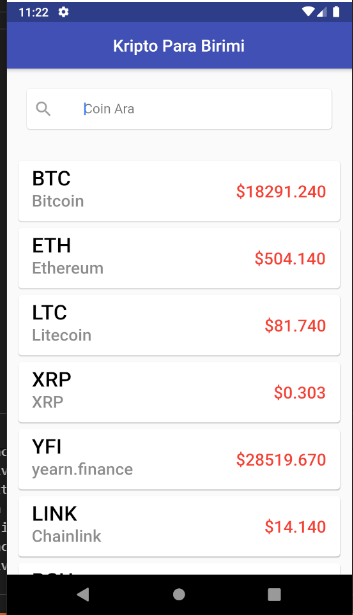 11:22
Kripto Para Birimi
Coin Ara
BTC
Bitcoin
$18291.240
ETH
Ethereum
$504.140
LTC
Litecoin
$81.740
XRP
XRP
$0.303
YFI
yearn.finance
$28519.670
LINK
Chainlink
$14.140